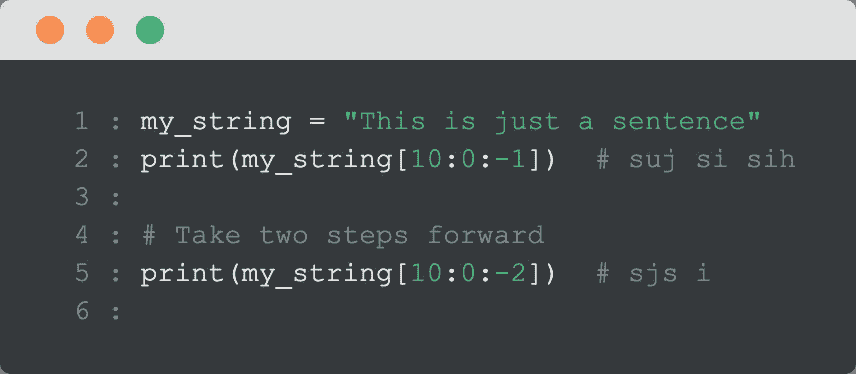 1 : my_string = "This is just a sentence"
2 : print(my_string[10:0:-1])  # suj si sih
3 :
4 : # Take two steps forward
5 : print(my_string[10:0:-2])  # sjs i
6 :